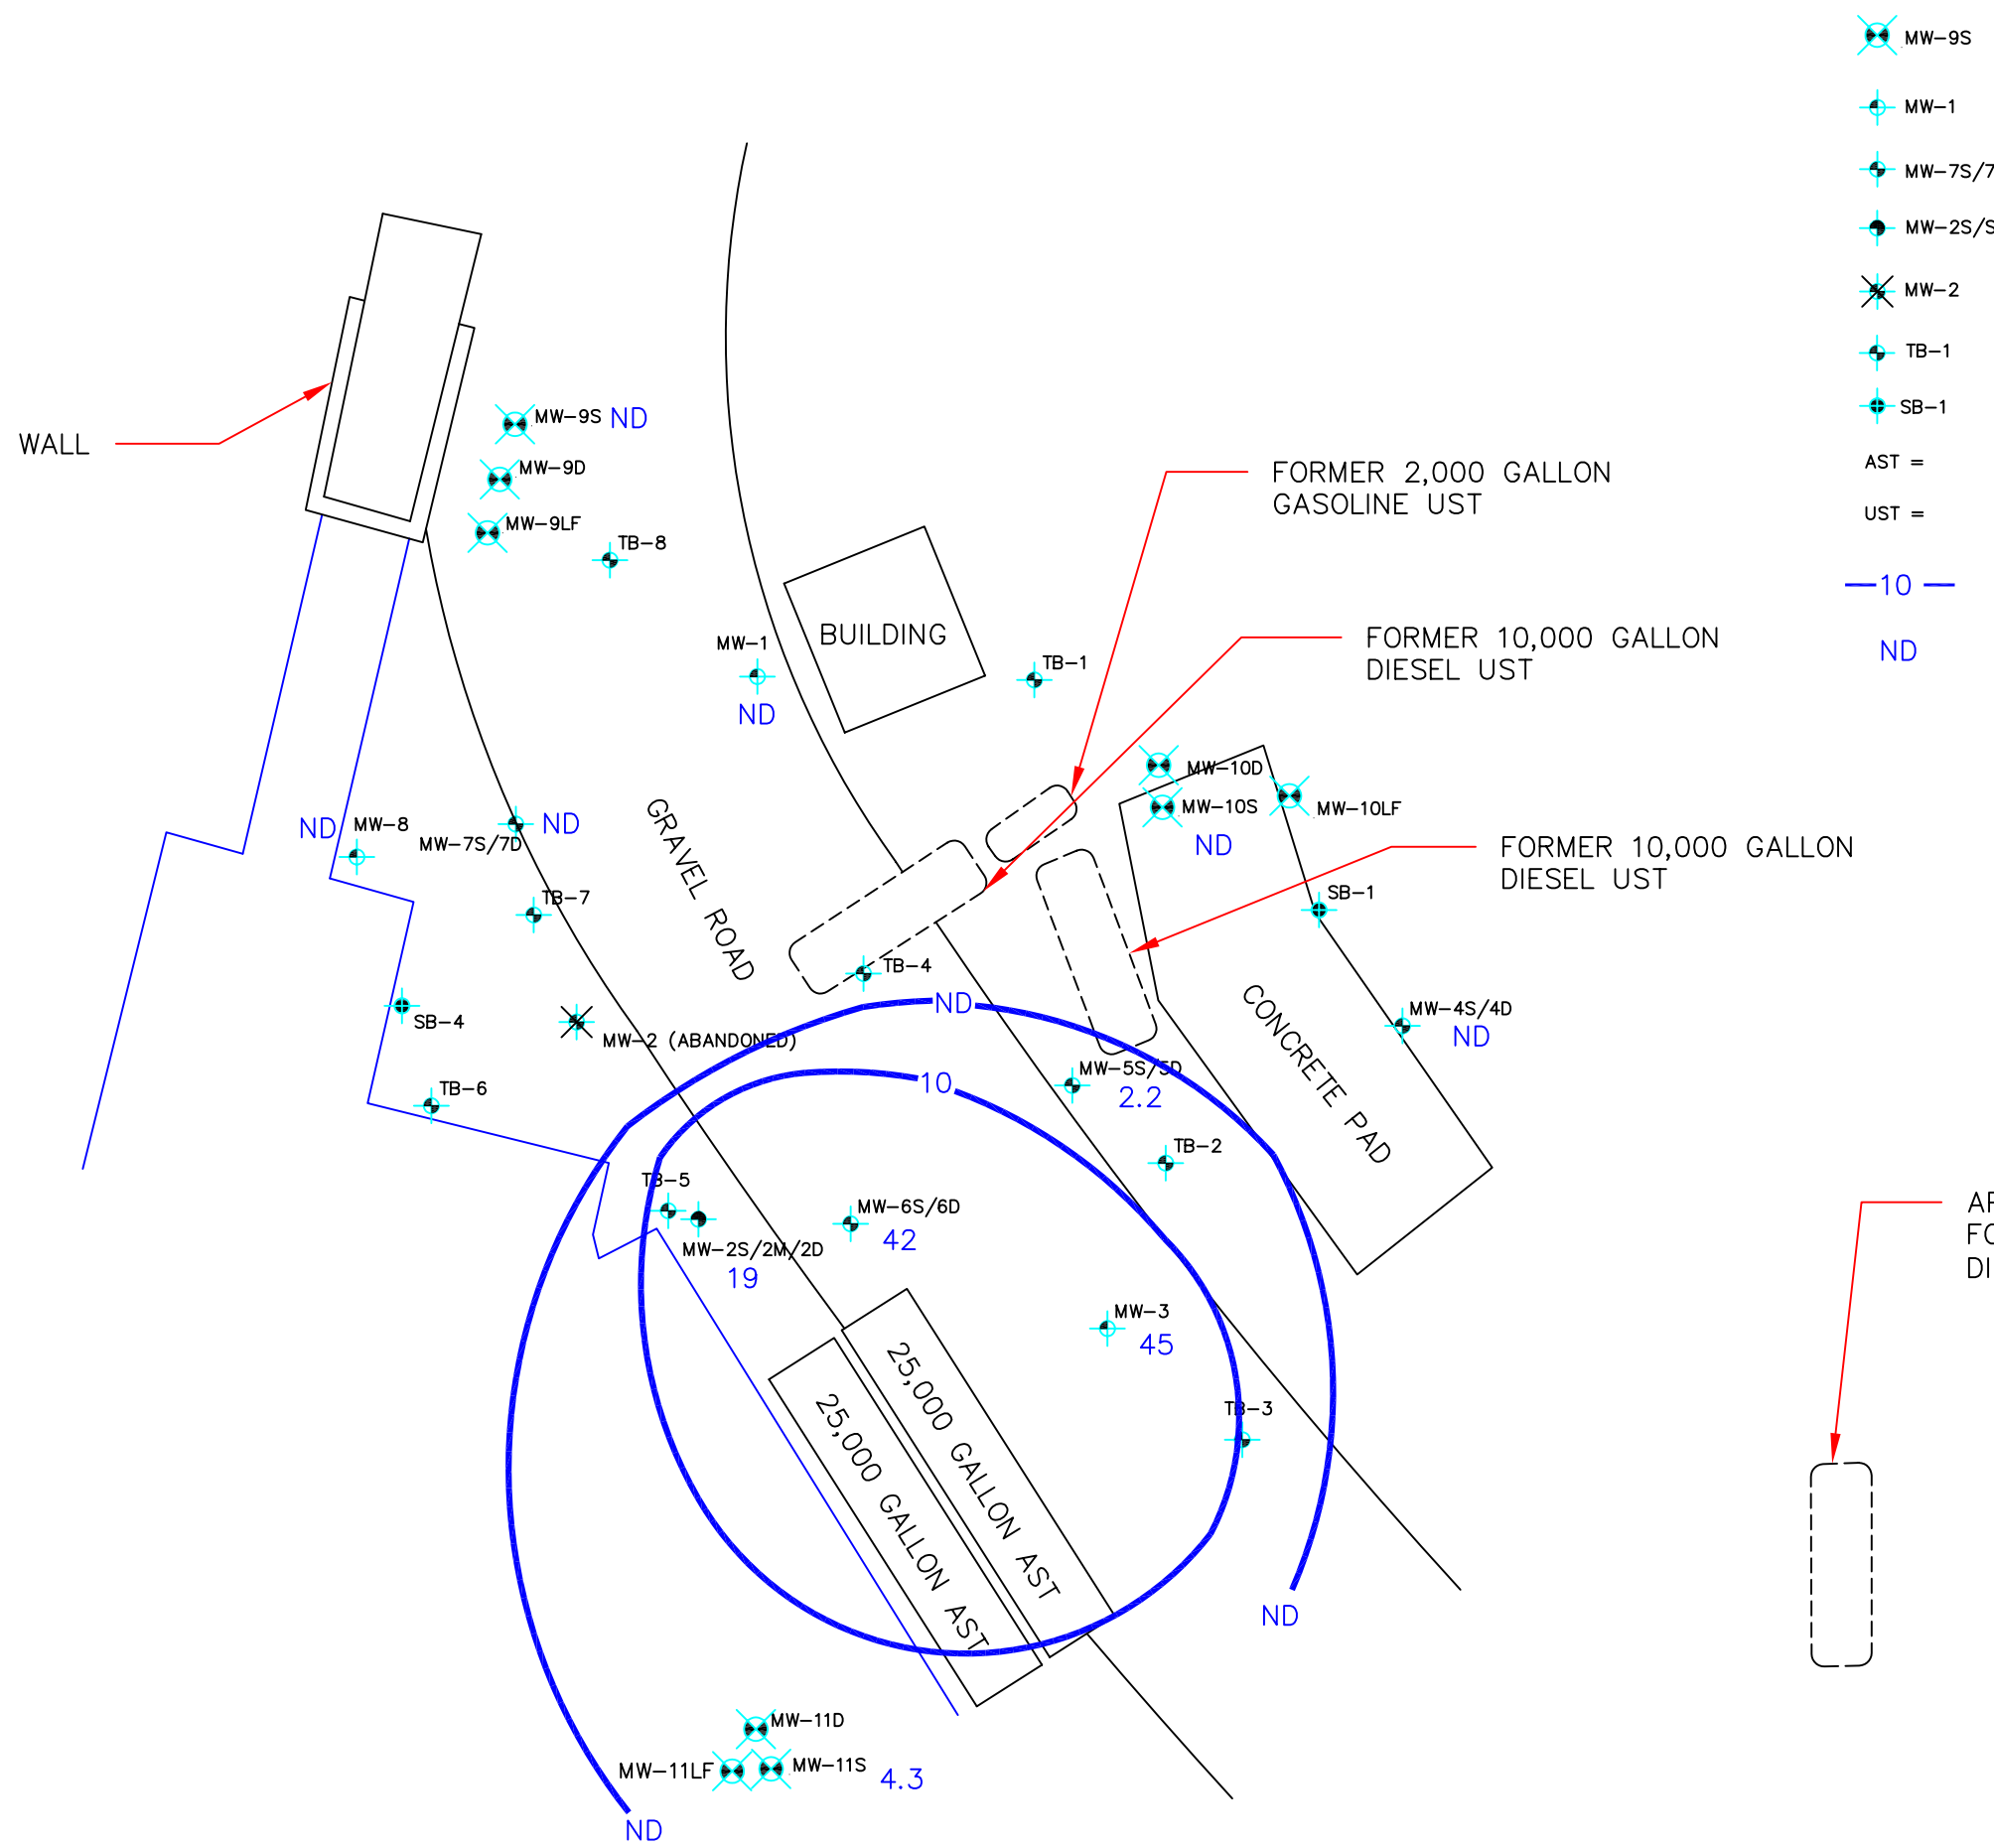 MW-9S
MW-1
MW-7S/7
MW-2S/S
MW-2
TB-1
SB-1
AST =
UST =
10
ND
WALL
MW-9S ND
MW-9D
MW-9LF
TB-8
FORMER 2,000 GALLON
GASOLINE UST
BUILDING
MW-1
ND
TB-1
FORMER 10,000 GALLON
DIESEL UST
MW-10D
MW-10S
ND
MW-10LF
GRAVEL ROAD
ND
MW-8
MW-7S/7D
ND
TB-7
FORMER 10,000 GALLON
DIESEL UST
SB-1
TB-4
SB-4
MW-2 (ABANDONED)
ND
CONCRETE PAD
MW-4S/4D
ND
TB-6
10
MW-5S/5D
2.2
TB-2
TB-5
MW-2S/2M/2D
19
MW-6S/6D
42
MW-3
45
TB-3
25,000 GALLON AST
25,000 GALLON AST
DI
ND
MW-11D
MW-11LF
MW-11S
4.3
ND